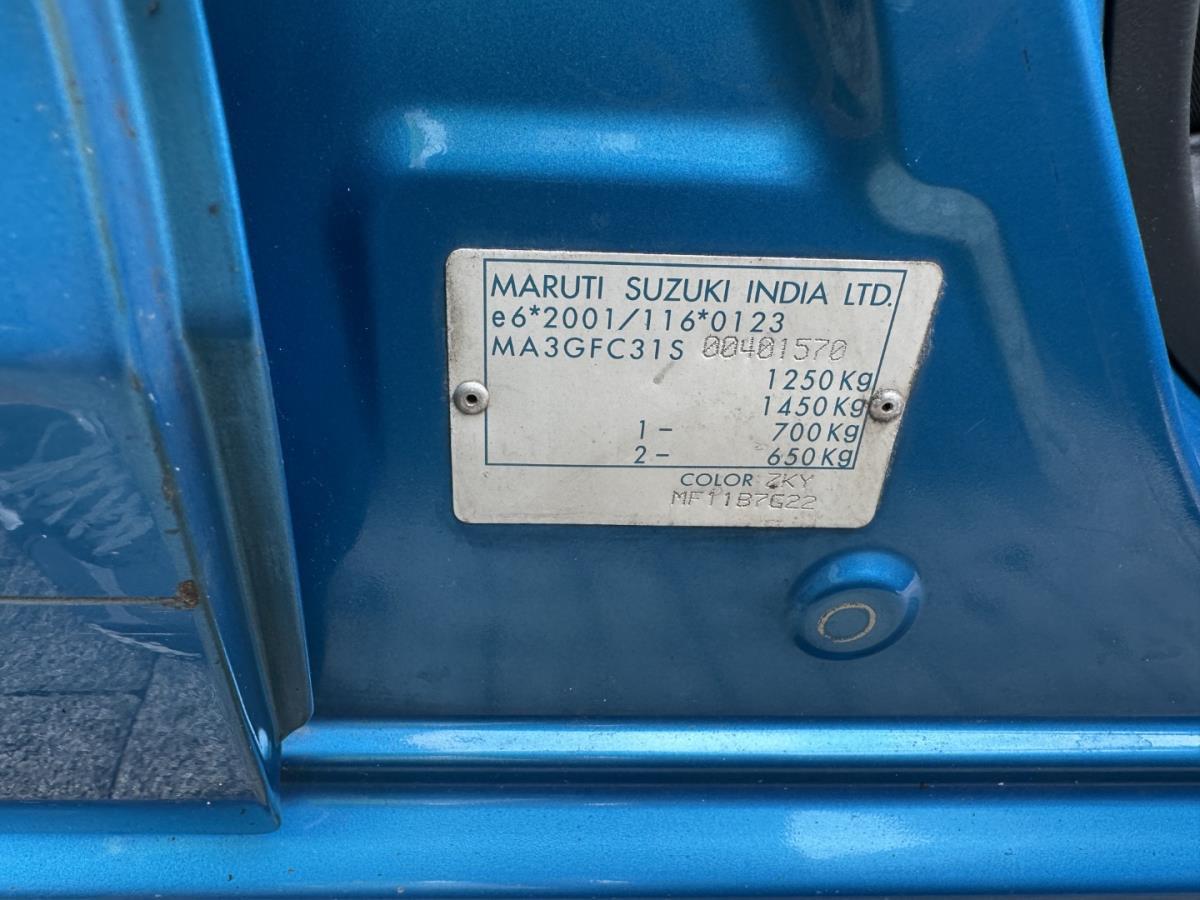 MARUTI SUZUKI INDIA LTD.
e6*2001/116*0123
MA3GFC31S 00401570
1250Kg
1450Kg
1- 700Kg
2- 650Kg
COLOR ZKY
MF11B7G22